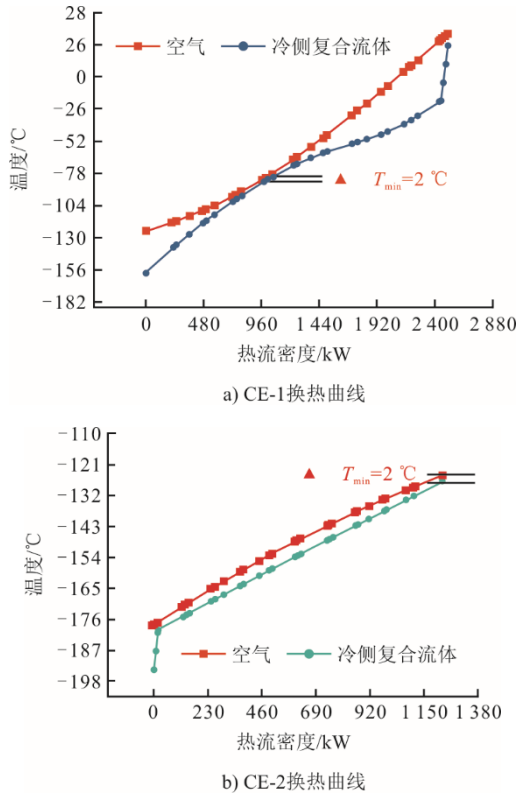 28
26
0
−26
−52
−78
−104
−130
−156
−182
空气
冷侧复合流体
▲ Tmin=2 ℃
温度/℃
0 480 960 1 440 1 920 2 400 2 880
热流密度/kW
a) CE-1换热曲线
−110
−121
−132
−143
−154
−165
−176
−187
−198
▲ Tmin=2 ℃
温度/℃
空气
冷侧复合流体
0 230 460 690 920 1 150 1 380
热流密度/kW
b) CE-2换热曲线